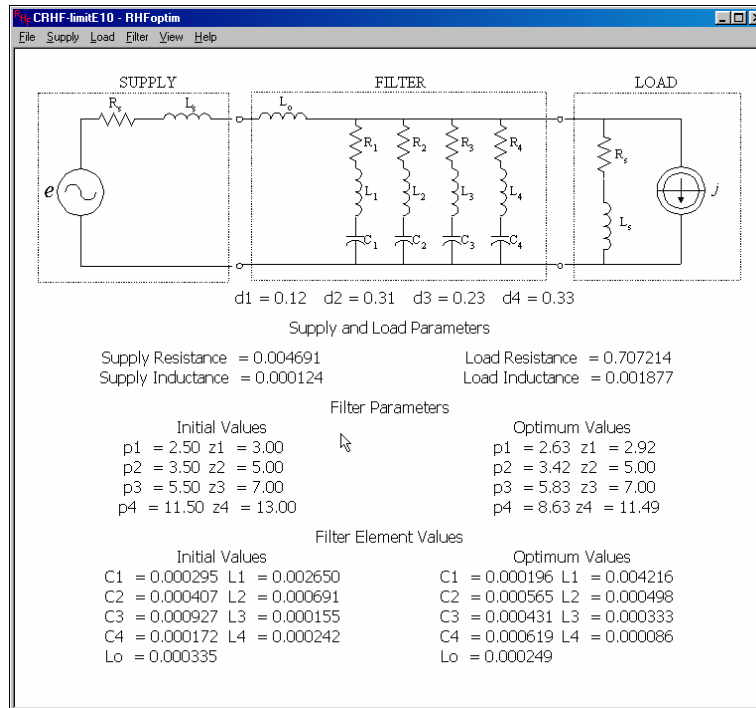 CRHF-limitE10 - RHFoptim
File Supply Load Filter View Help
SUPPLY FILTER LOAD
Rs Ls Lo
R1 R2 R3 R4 Rs
e L1 L2 L3 L4 j
Ls
C1 C2 C3 C4
d1 = 0.12 d2 = 0.31 d3 = 0.23 d4 = 0.33
Supply and Load Parameters
Supply Resistance = 0.004691 Load Resistance = 0.707214
Supply Inductance = 0.000124 Load Inductance = 0.001877
Filter Parameters
Initial Values Optimum Values
p1 = 2.50 z1 = 3.00 p1 = 2.63 z1 = 2.92
p2 = 3.50 z2 = 5.00 p2 = 3.42 z2 = 5.00
p3 = 5.50 z3 = 7.00 p3 = 5.83 z3 = 7.00
p4 = 11.50 z4 = 13.00 p4 = 8.63 z4 = 11.49
Filter Element Values
Initial Values Optimum Values
C1 = 0.000295 L1 = 0.002650 C1 = 0.000196 L1 = 0.004216
C2 = 0.000407 L2 = 0.000691 C2 = 0.000565 L2 = 0.000498
C3 = 0.000927 L3 = 0.000155 C3 = 0.000431 L3 = 0.000333
C4 = 0.000172 L4 = 0.000242 C4 = 0.000619 L4 = 0.000086
Lo = 0.000335 Lo = 0.000249